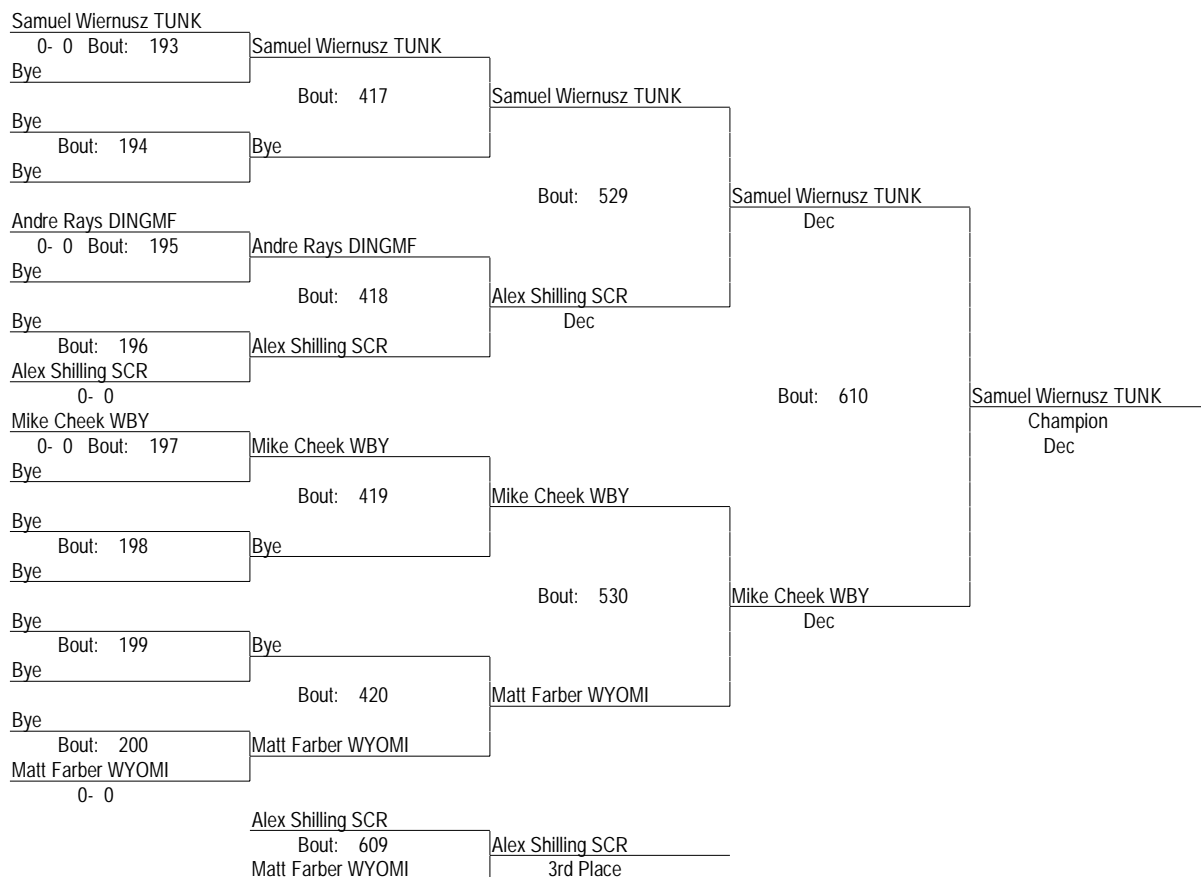 Samuel Wiernusz TUNK
0- 0 Bout: 193 Samuel Wiernusz TUNK
Bye
Bout: 417 Samuel Wiernusz TUNK
Bye
Bout: 194 Bye
Bye
Bout: 529 Samuel Wiernusz TUNK
Andre Rays DINGMF Dec
0- 0 Bout: 195 Andre Rays DINGMF
Bye
Bout: 418 Alex Shilling SCR
Bye Dec
Bout: 196 Alex Shilling SCR
Alex Shilling SCR
0- 0 Bout: 610 Samuel Wiernusz TUNK
Mike Cheek WBY Champion
0- 0 Bout: 197 Mike Cheek WBY Dec
Bye
Bout: 419 Mike Cheek WBY
Bye
Bout: 198 Bye
Bye
Bout: 530 Mike Cheek WBY
Bye Dec
Bout: 199 Bye
Bye
Bout: 420 Matt Farber WYOMI
Bye
Bout: 200 Matt Farber WYOMI
Matt Farber WYOMI
0- 0
Alex Shilling SCR
Bout: 609 Alex Shilling SCR
Matt Farber WYOMI 3rd Place